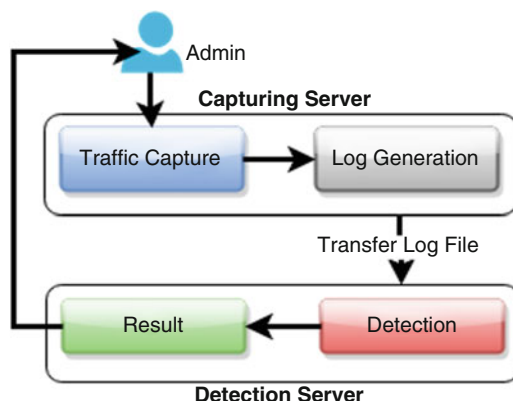 Admin
Capturing Server
Traffic Capture
Log Generation
Transfer Log File
Result
Detection
Detection Server